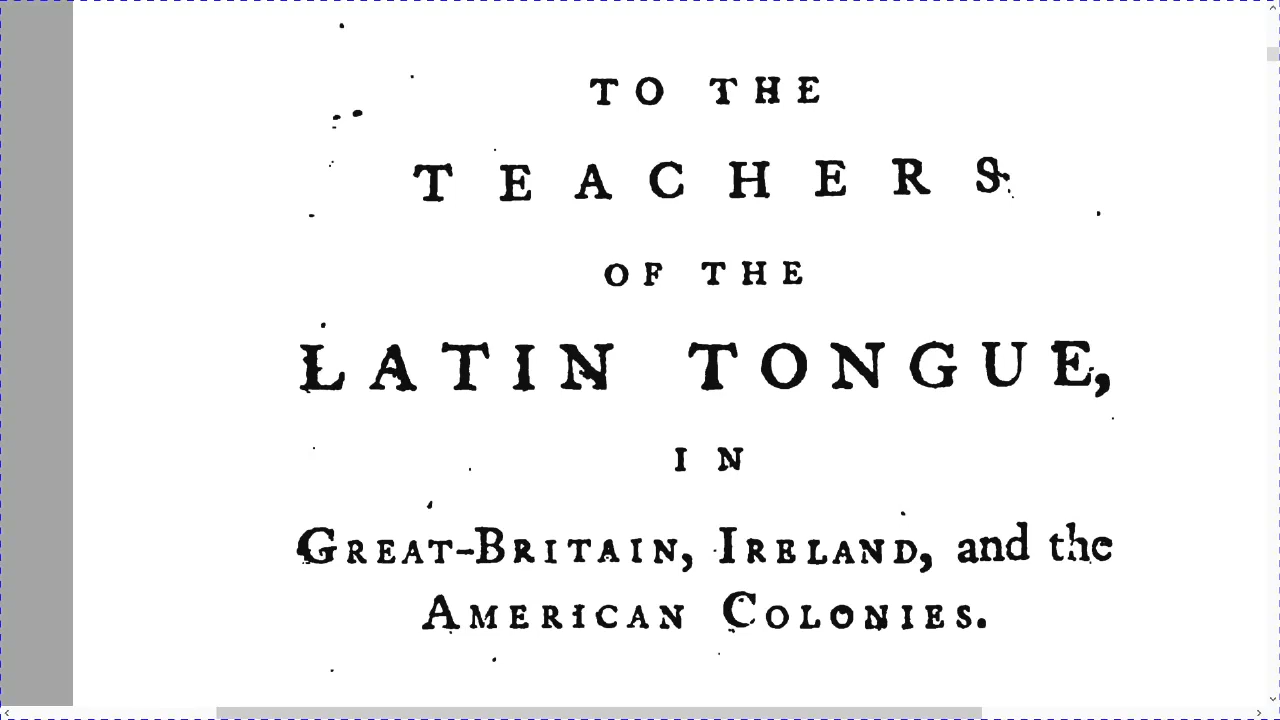 TO THE
TEACHERS
OF THE
LATIN TONGUE,
IN
GREAT-BRITAIN, IRELAND, and the
AMERICAN COLONIES.